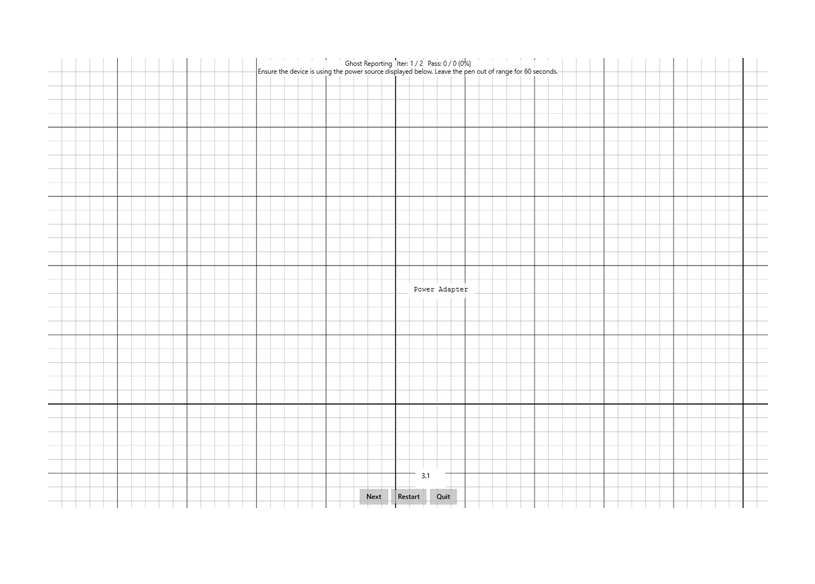 Ghost Reporting Iter: 1 / 2 Pass: 0 / 0 (0%)
Ensure the device is using the power source displayed below. Leave the pen out of range for 60 seconds.
Power Adapter
3.1
Next Restart Quit